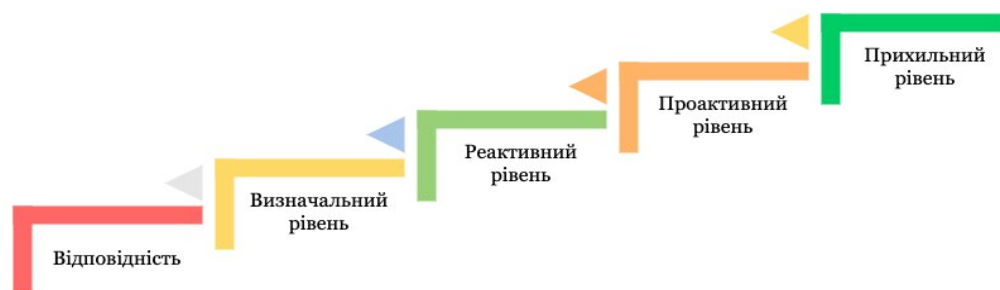 Відповідність
Визначальний
рівень
Реактивний
рівень
Проактивний
рівень
Прихильний
рівень